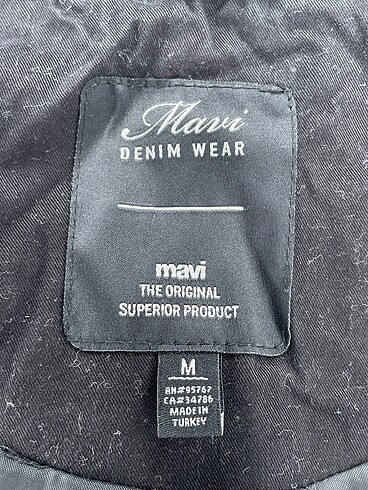 Mavi
DENIM WEAR
mavi
THE ORIGINAL
SUPERIOR PRODUCT
M
RN#95767
CA#34786
MADE IN
TURKEY